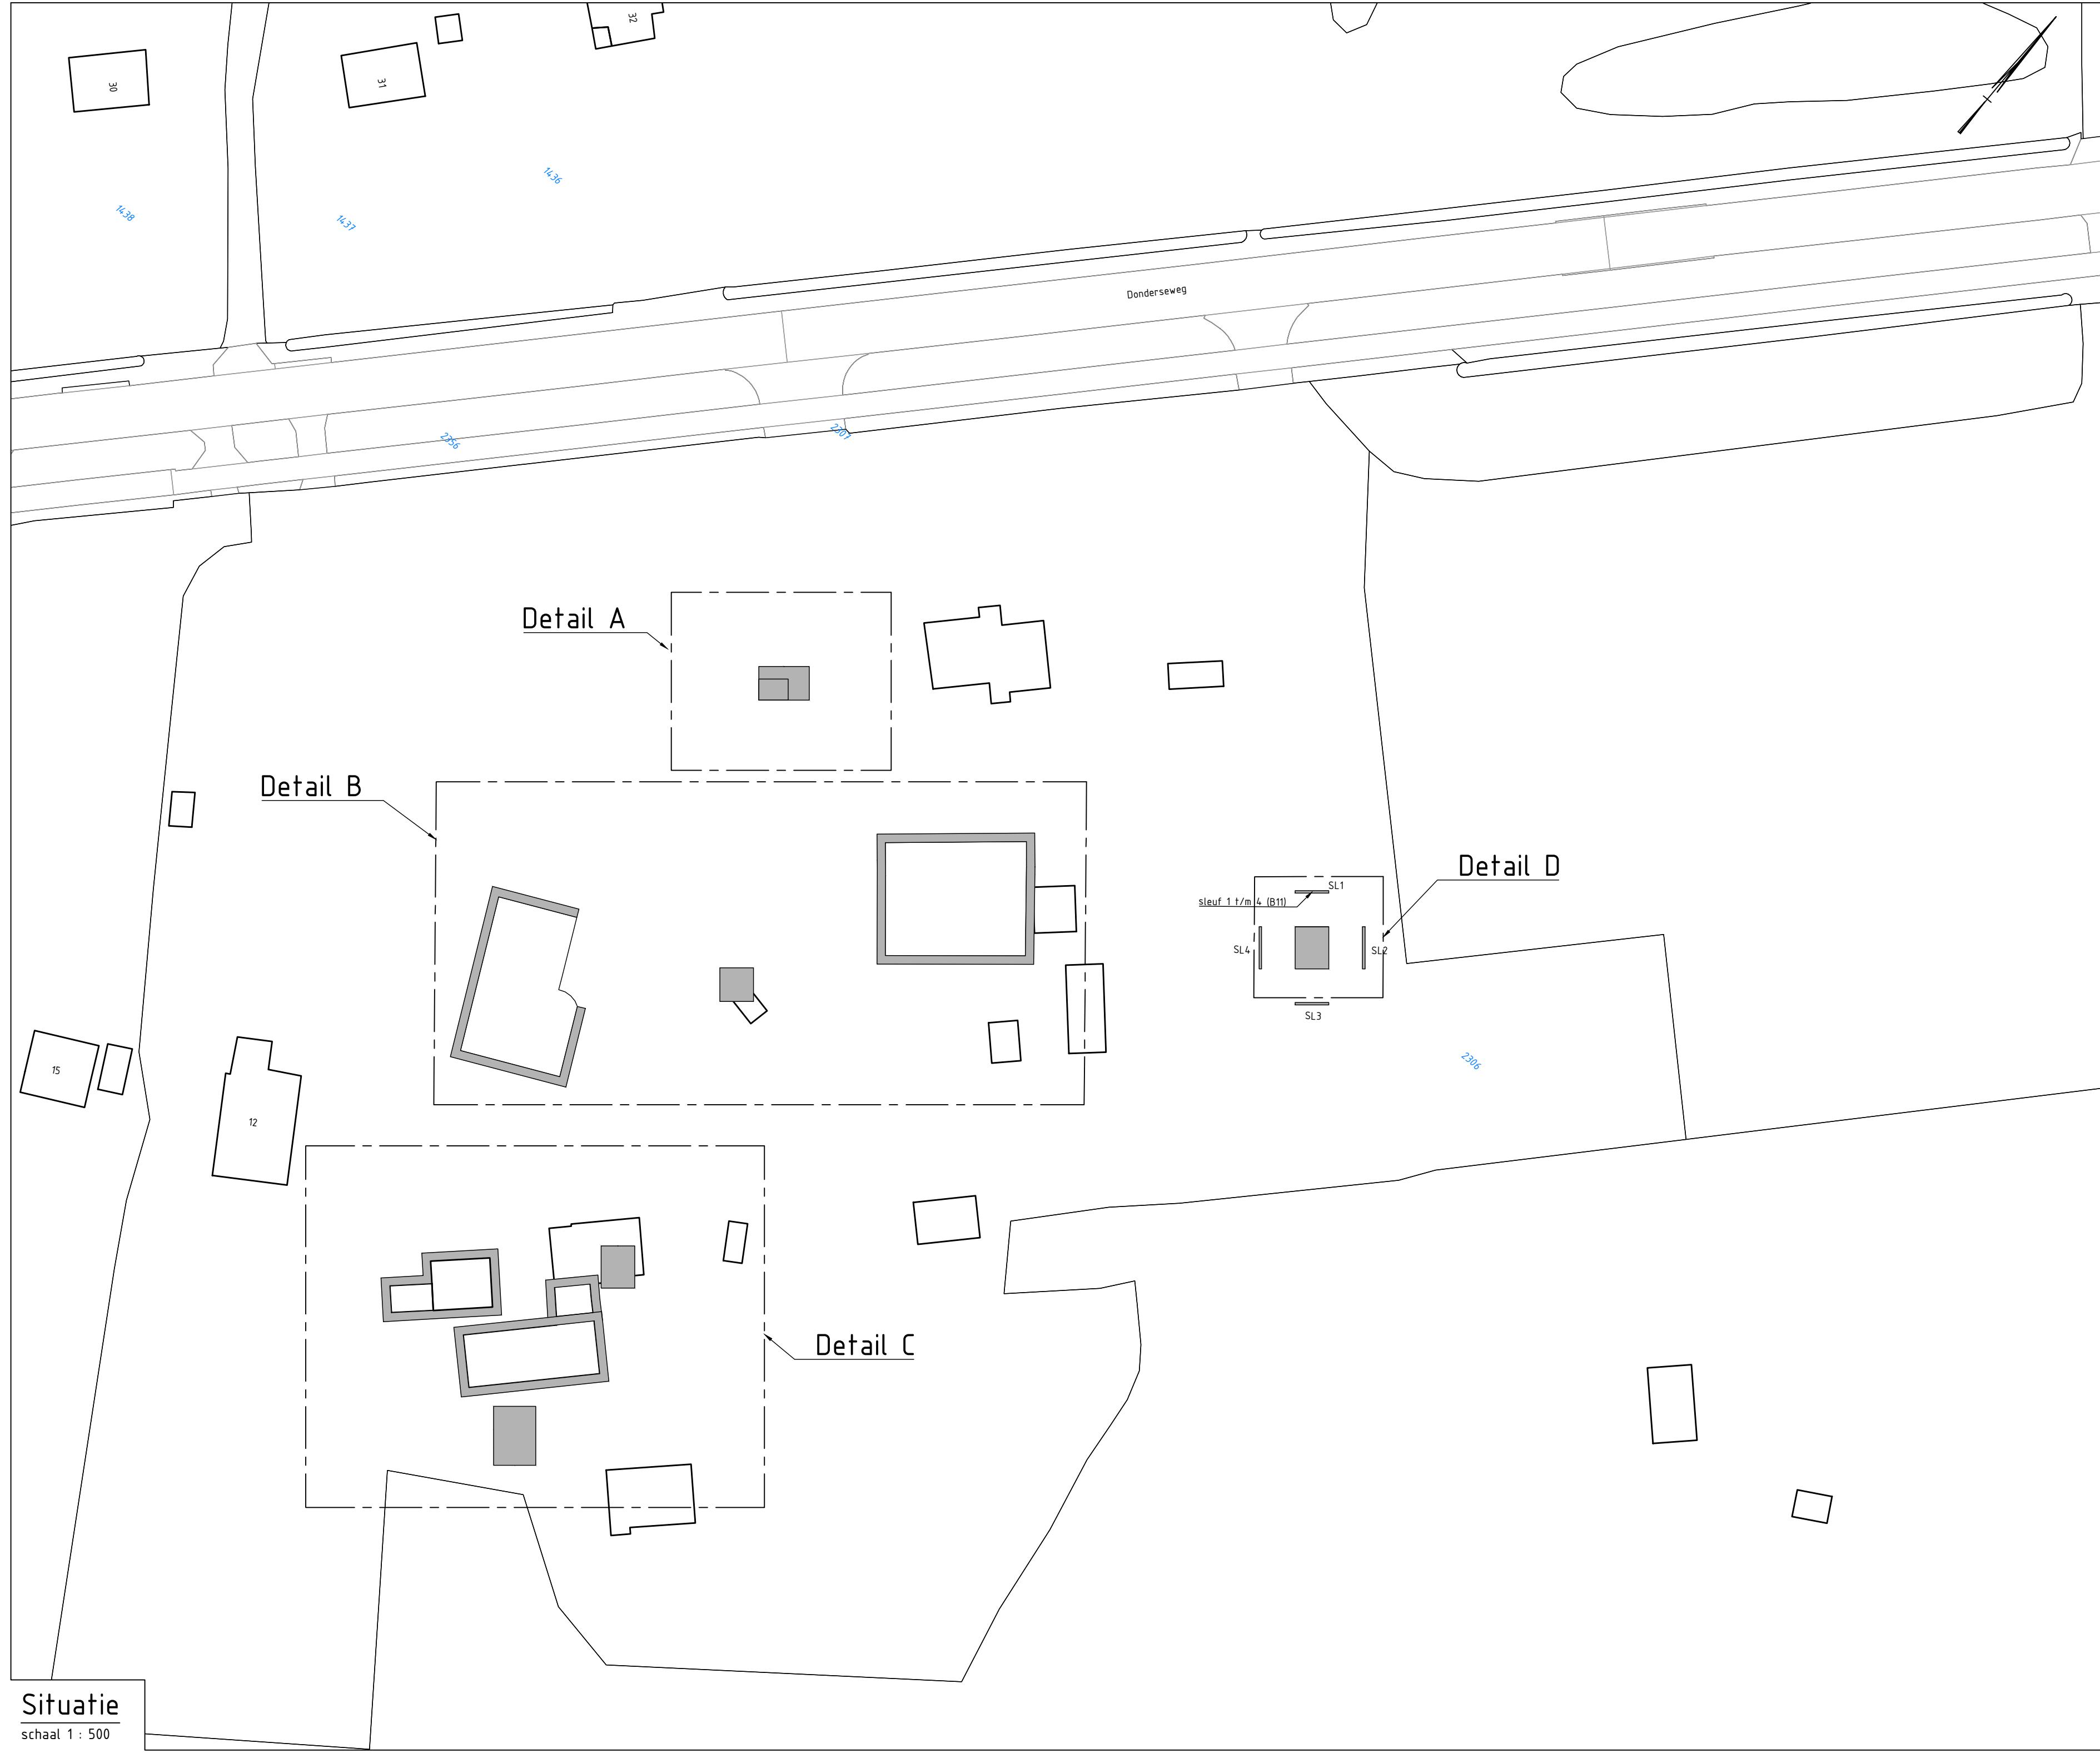 32
30
31
1436
1438
1437
Donderseweg
2356
2307
Detail A
Detail B
Detail D
SL1
sleuf 1 t/m 4 (B11)
SL4
SL2
SL3
2306
15
12
Detail C
Situatie
schaal 1 : 500